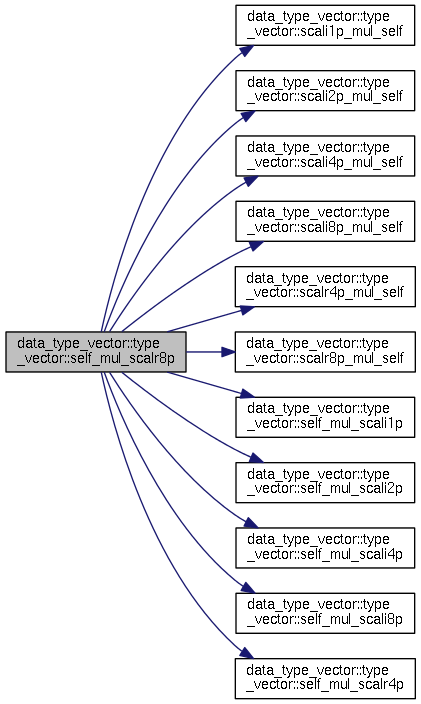 data_type_vector::type
_vector::scali1p_mul_self
data_type_vector::type
_vector::scali2p_mul_self
data_type_vector::type
_vector::scali4p_mul_self
data_type_vector::type
_vector::scali8p_mul_self
data_type_vector::type
_vector::scalr4p_mul_self
data_type_vector::type
_vector::self_mul_scalr8p
data_type_vector::type
_vector::scalr8p_mul_self
data_type_vector::type
_vector::self_mul_scali1p
data_type_vector::type
_vector::self_mul_scali2p
data_type_vector::type
_vector::self_mul_scali4p
data_type_vector::type
_vector::self_mul_scali8p
data_type_vector::type
_vector::self_mul_scalr4p